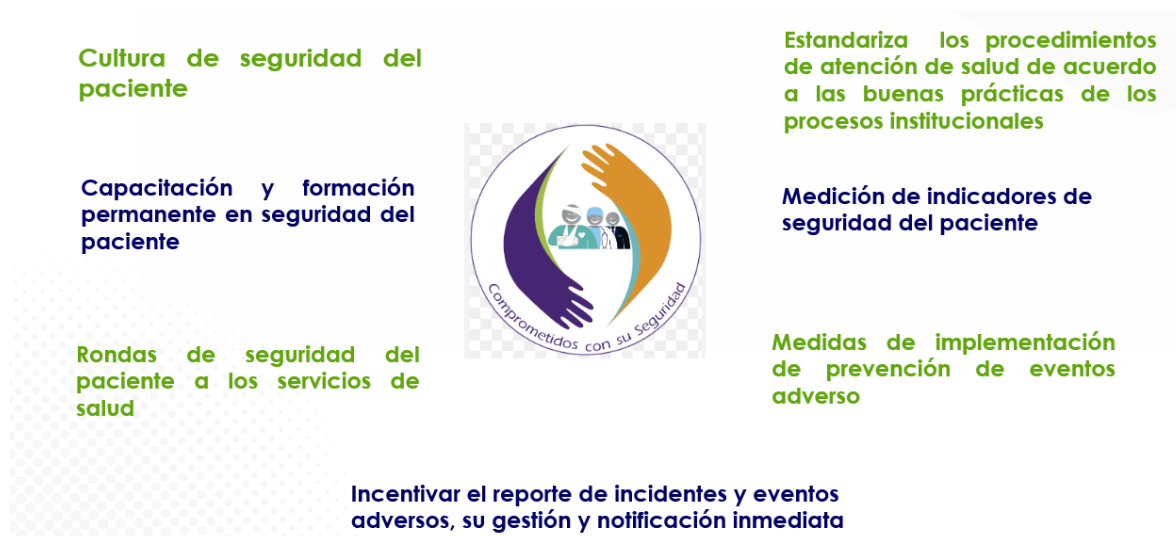 Cultura de seguridad del
paciente
Estandariza los procedimientos
de atención de salud de acuerdo
a las buenas prácticas de los
procesos institucionales
Capacitación y formación
permanente en seguridad del
paciente
Medición de indicadores de
seguridad del paciente
Comprometidos con su Seguridad
Rondas de seguridad del
paciente a los servicios de
salud
Medidas de implementación
de prevención de eventos
adverso
Incentivar el reporte de incidentes y eventos
adversos, su gestión y notificación inmediata